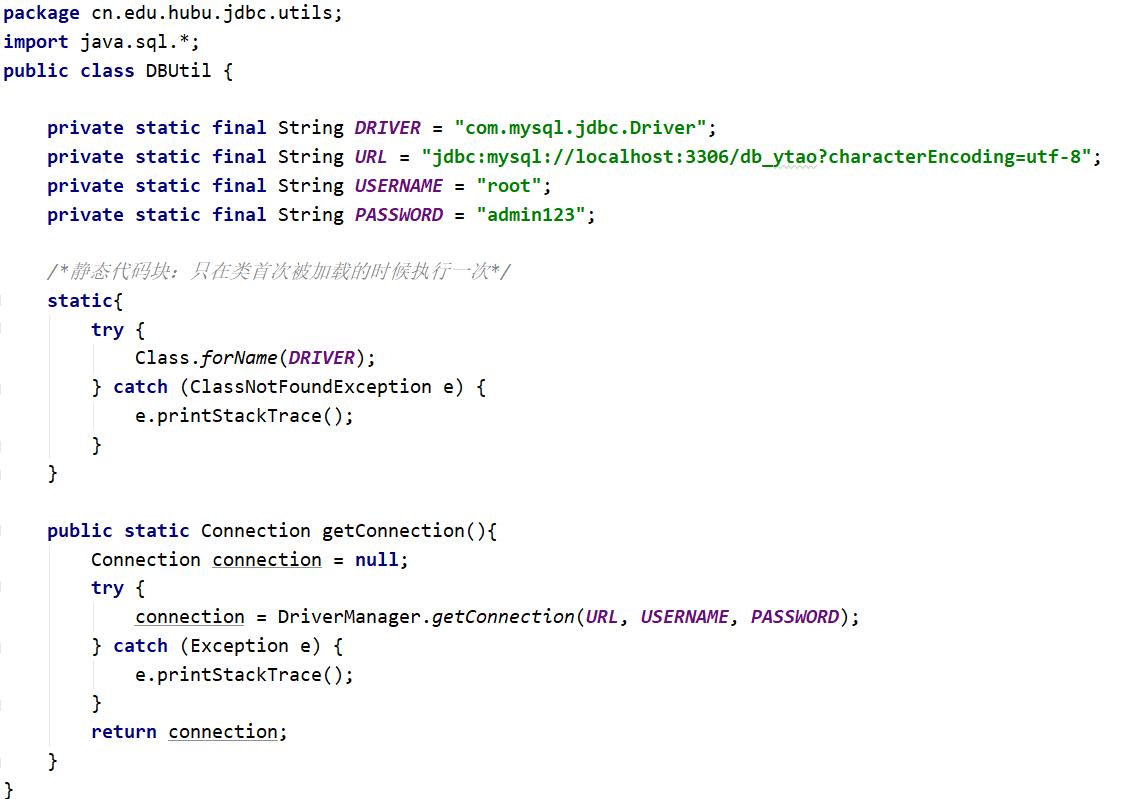 package cn.edu.hubu.jdbc.utils;
import java.sql.*;
public class DBUtil {
    private static final String DRIVER = "com.mysql.jdbc.Driver";
    private static final String URL = "jdbc:mysql://localhost:3306/db_ytao?characterEncoding=utf-8";
    private static final String USERNAME = "root";
    private static final String PASSWORD = "admin123";
    /*静态代码块：只在类首次被加载的时候执行一次*/
    static{
        try {
            Class.forName(DRIVER);
        } catch (ClassNotFoundException e) {
            e.printStackTrace();
        }
    }
    public static Connection getConnection(){
        Connection connection = null;
        try {
            connection = DriverManager.getConnection(URL, USERNAME, PASSWORD);
        } catch (Exception e) {
            e.printStackTrace();
        }
        return connection;
    }
}